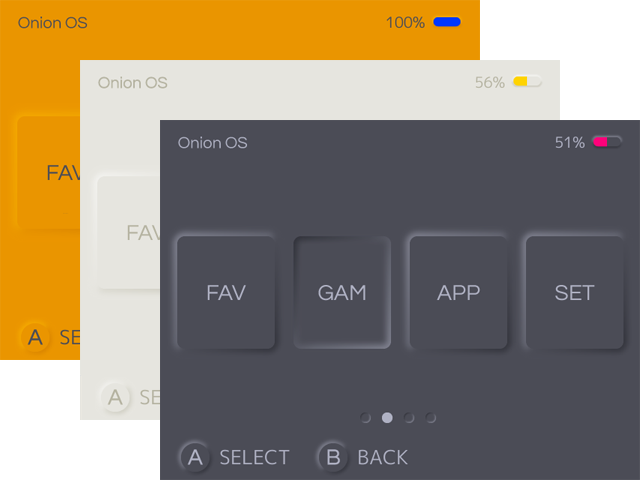 Onion OS 100%
FAV
A SE
Onion OS 56%
FAV
A SE
Onion OS 51%
FAV GAM APP SET
A SELECT B BACK